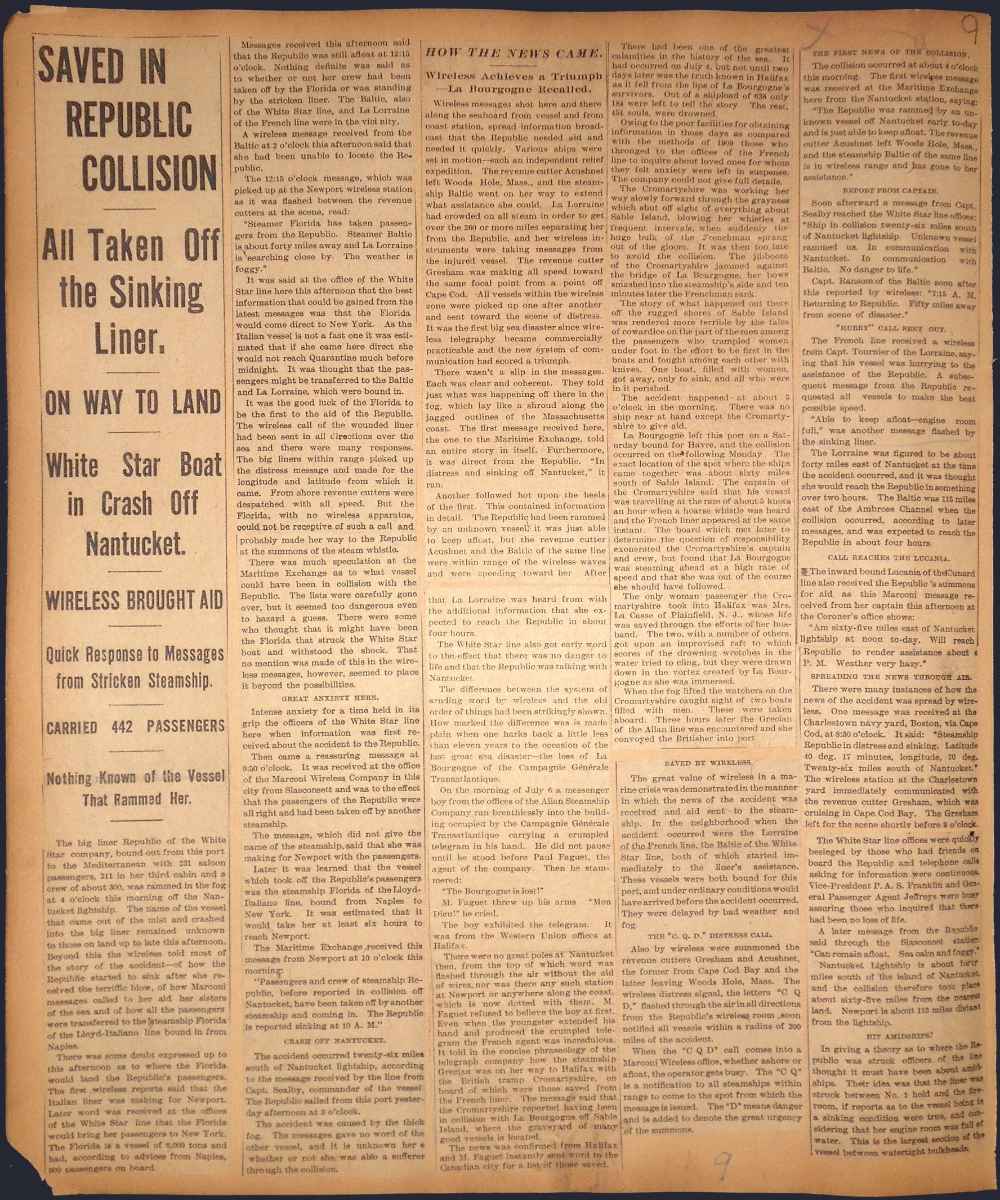 9
SAVED IN
REPUBLIC
COLLISION
All Taken Off
the Sinking
Liner.
ON WAY TO LAND
White Star Boat
in Crash Off
Nantucket.
WIRELESS BROUGHT AID
Quick Response to Messages
from Stricken Steamship.
CARRIED 442 PASSENGERS
Nothing Known of the Vessel
That Rammed Her.
The big liner Republic of the White
Star company, bound out from this port
to the Mediterranean with 231 saloon
passengers, 211 in her third cabin and a
crew of about 300, was rammed in the fog
at 4 o'clock this morning off the Nan-
tucket lightship. The name of the vessel
that came out of the mist and crashed
into the big liner remained unknown
to those on land up to late this afternoon.
Beyond this the wireless told most of
the story of the accident—of how the
Republic started to sink after she re-
ceived the terrific blow, of how Marconi
messages called to her aid her sisters
of the sea and of how all the passengers
were transferred to the steamship Florida
of the Lloyd-Italiano line bound in from
Naples.
There was some doubt expressed up to
this afternoon as to where the Florida
would land the Republic's passengers.
The first wireless reports said that the
Italian liner was making for Newport.
Later word was received at the offices
of the White Star line that the Florida
would bring her passengers to New York.
The Florida is a vessel of 5,000 tons and
had, according to advices from Naples,
900 passengers on board.
Messages received this afternoon said
that the Republic was still afloat at 12:15
o'clock. Nothing definite was said as
to whether or not her crew had been
taken off by the Florida or was standing
by the stricken liner. The Baltic, also
of the White Star line, and La Lorraine
of the French line were in the vicinity.
A wireless message received from the
Baltic at 2 o'clock this afternoon said that
she had been unable to locate the Re-
public.
The 12:15 o'clock message, which was
picked up at the Newport wireless station
as it was flashed between the revenue
cutters at the scene, read:
"Steamer Florida has taken passen-
gers from the Republic. Steamer Baltic
is about forty miles away and La Lorraine
is searching close by. The weather is
foggy."
It was said at the office of the White
Star line here this afternoon that the best
information that could be gained from the
latest messages was that the Florida
would come direct to New York. As the
Italian vessel is not a fast one it was esti-
mated that if she came here direct she
would not reach Quarantine much before
midnight. It was thought that the pas-
sengers might be transferred to the Baltic
and La Lorraine, which were bound in.
It was the good luck of the Florida to
be the first to the aid of the Republic.
The wireless call of the wounded liner
had been sent in all directions over the
sea and there were many responses.
The big liners within range picked up
the distress message and made for the
longitude and latitude from which it
came. From shore revenue cutters were
despatched with all speed. But the
Florida, with no wireless apparatus,
could not be receptive of such a call and
probably made her way to the Republic
at the summons of the steam whistle.
There was much speculation at the
Maritime Exchange as to what vessel
could have been in collision with the
Republic. The lists were carefully gone
over, but it seemed too dangerous even
to hazard a guess. There were some
who thought that it might have been
the Florida that struck the White Star
boat and withstood the shock. That
no mention was made of this in the wire-
less messages, however, seemed to place
it beyond the possibilities.
GREAT ANXIETY HERE.
Intense anxiety for a time held in its
grip the officers of the White Star line
here when information was first re-
ceived about the accident to the Republic.
Then came a reassuring message at
9:30 o'clock. It was received at the office
of the Marconi Wireless Company in this
city from Siasconsett and was to the effect
that the passengers of the Republic were
all right and had been taken off by another
steamship.
The message, which did not give the
name of the steamship, said that she was
making for Newport with the passengers.
Later it was learned that the vessel
which took off the Republic's passengers
was the steamship Florida of the Lloyd-
Italiano line, bound from Naples to
New York. It was estimated that it
would take her at least six hours to
reach Newport.
The Maritime Exchange received this
message from Newport at 10 o'clock this
morning:
"Passengers and crew of steamship Re-
public, before reported in collision off
Nantucket, have been taken off by another
steamship and coming in. The Republic
is reported sinking at 10 A. M."
CRASH OFF NANTUCKET.
The accident occurred twenty-six miles
south of Nantucket lightship, according
to the message received by the line from
Capt. Sealby, commander of the vessel
The Republic sailed from this port yester-
day afternoon at 3 o'clock.
The accident was caused by the thick
fog. The messages gave no word of the
other vessel, and it is unknown here
whether or not she was also a sufferer
through the collision.
HOW THE NEWS CAME.
Wireless Achieves a Triumph
—La Bourgogne Recalled.
Wireless messages shot here and there
along the seaboard from vessel and from
coast station, spread information broad-
cast that the Republic needed aid and
needed it quickly. Various ships were
set in motion—each an independent relief
expedition. The revenue cutter Acushnet
left Woods Hole, Mass., and the steam-
ship Baltic went on her way to extend
what assistance she could. La Lorraine
had crowded on all steam in order to get
over the 260 or more miles separating her
from the Republic, and her wireless in-
struments were taking messages from
the injured vessel. The revenue cutter
Gresham was making all speed toward
the same focal point from a point off
Cape Cod. All vessels within the wireless
zone were picked up one after another
and sent toward the scene of distress.
It was the first big sea disaster since wire-
less telegraphy became commercially
practicable and the new system of com-
munication had scored a triumph.
There wasn't a slip in the messages.
Each was clear and coherent. They told
just what was happening off there in the
fog, which lay like a shroud along the
jagged outlines of the Massachusetts
coast. The first message received here,
the one to the Maritime Exchange, told
an entire story in itself. Furthermore,
it was direct from the Republic. "In
distress and sinking off Nantucket," it
ran.
Another followed hot upon the heels
of the first. This contained information
in detail. The Republic had been rammed
by an unknown vessel; it was just able
to keep afloat, but the revenue cutter
Acushnet and the Baltic of the same line
were within range of the wireless waves
and were speeding toward her. After
that La Lorraine was heard from with
the additional information that she ex-
pected to reach the Republic in about
four hours.
The White Star line also got early word
to this effect that there was no danger to
life and that the Republic was talking with
Nantucket.
The difference between the system of
sending word by wireless and the old
order of things had been strikingly shown.
How marked the difference was is made
plain when one harks back a little less
than eleven years to the occasion of the
last great sea disaster—the loss of La
Bourgogne of the Campagnie Générale
Transatlantique.
On the morning of July 6 a messenger
boy from the offices of the Allan Steamship
Company ran breathlessly into the build-
ing occupied by the Campagnie Générale
Transatlantique carrying a crumpled
telegram in his hand. He did not pause
until he stood before Paul Faguet, the
agent of the company. Then he stam-
mered:
"The Bourgogne is lost!"
M. Faguet threw up his arms "Mon
Dieu!" he cried.
The boy exhibited the telegram. It
was from the Western Union offices at
Halifax.
There were no great poles at Nantucket
then, from the top of which word was
flashed through the air without the aid
of wires, nor was there any such station
at Newport or anywhere along the coast,
which is now dotted with them. M.
Faguet refused to believe the boy at first.
Even when the youngster extended his
hand and produced the crumpled tele-
gram the French agent was incredulous.
It told in the concise phraseology of the
telegraph company how the steamship
Grecian was on her way to Halifax with
the British tramp Cromartyshire, on
board of which were those saved from
the French liner. The message said that
the Cromartyshire reported having been
in collision with La Bourgogne off Sable
Island, where the graveyard of many
good vessels is located.
The news was confirmed from Halifax
and M. Faguet instantly sent word to the
Canadian city for a list of those saved.
There had been one of the greatest
calamities in the history of the sea. It
had occurred on July 4, but not until two
days later was the truth known in Halifax
as it fell from the lips of La Bourgogne's
survivors. Out of a shipload of 638 only
184 were left to tell the story. The rest,
454 souls, were drowned.
Owing to the poor facilities for obtaining
information in those days as compared
with the methods of 1909 those who
thronged to the offices of the French
line to inquire about loved ones for whom
they felt anxiety were left in suspense.
The company could not give full details.
The Cromartyshire was working her
way slowly forward through the grayness
which shut off sight of everything about
Sable Island, blowing her whistles at
frequent intervals, when suddenly the
huge bulk of the Frenchman sprang
out of the gloom. It was then too late
to avoid the collision. The jibboom
of the Cromartyshire jammed against
the bridge of La Bourgogne, her bows
smashed into the steamship's side and ten
minutes later the Frenchman sank.
The story of what happened out there
off the rugged shores of Sable Island
was rendered more terrible by the tales
of cowardice on the part of the men among
the passengers who trampled women
under foot in the effort to be first in the
boats and fought among each other with
knives. One boat, filled with women,
got away, only to sink, and all who were
in it perished.
The accident happened at about 5
o'clock in the morning. There was no
ship near at hand except the Cromarty-
shire to give aid.
La Bourgogne left this port on a Sat-
urday bound for Havre, and the collision
occurred on the following Monday. The
exact location of the spot where the ships
came together was about sixty miles
south of Sable Island. The captain of
the Cromartyshire said that his vessel
was travelling at the rate of about 5 knots
an hour when a hoarse whistle was heard
and the French liner appeared at the same
instant. The board which met later to
determine the question of responsibility
exonerated the Cromartyshire's captain
and crew, but found that La Bourgogne
was steaming ahead at a high rate of
speed and that she was out of the course
she should have followed.
The only woman passenger the Cro-
martyshire took into Halifax was Mrs.
La Casse of Plainfield, N. J., whose life
was saved through the efforts of her hus-
band. The two, with a number of others,
got upon an improvised raft to which
scores of the drowning wretches in the
water tried to cling, but they were drawn
down in the vortex created by La Bour-
gogne as she was immersed.
When the fog lifted the watchers on the
Cromartyshire caught sight of two boats
filled with men. These were taken
aboard. Three hours later the Grecian
of the Allan line was encountered and she
convoyed the Britisher into port
SAVED BY WIRELESS.
The great value of wireless in a ma-
rine crisis was demonstrated in the manner
in which the news of the accident was
received and aid sent to the steam-
ship. In the neighborhood when the
accident occurred were the Lorraine
of the French line, the Baltic of the White
Star line, both of which started im-
mediately to the liner's assistance.
These vessels were both bound for this
port, and under ordinary conditions would
have arrived before the accident occurred.
They were delayed by bad weather and
fog.
THE "C. Q. D." DISTRESS CALL.
Also by wireless were summoned the
revenue cutters Gresham and Acushnet,
the former from Cape Cod Bay and the
latter leaving Woods Hole, Mass. The
wireless distress signal, the letters "C Q
D," flashed through the air in all directions
from the Republic's wireless room, soon
notified all vessels within a radius of 200
miles of the accident.
When the "C Q D" call comes into a
Marconi Wireless office, whether ashore or
afloat, the operator gets busy. The "C Q"
is a notification to all steamships within
range to come to the spot from which the
message is issued. The "D" means danger
and is added to denote the great urgency
of the summons.
THE FIRST NEWS OF THE COLLISION.
The collision occurred at about 4 o'clock
this morning. The first wireless message
was received at the Maritime Exchange
here from the Nantucket station, saying:
"The Republic was rammed by an un-
known vessel off Nantucket early to-day
and is just able to keep afloat. The revenue
cutter Acushnet left Woods Hole, Mass.,
and the steamship Baltic of the same line
is in wireless range and has gone to her
assistance."
REPORT FROM CAPTAIN.
Soon afterward a message from Capt.
Sealby reached the White Star line offices:
"Ship in collision twenty-six miles south
of Nantucket lightship. Unknown vessel
rammed us. In communication with
Nantucket. In communication with
Baltic. No danger to life."
Capt. Ransom of the Baltic soon after
this reported by wireless: "7:15 A. M.
Returning to Republic. Fifty miles away
from scene of disaster."
"HURRY" CALL SENT OUT.
The French line received a wireless
from Capt. Tournier of the Lorraine, say-
ing that his vessel was hurrying to the
assistance of the Republic. A subse-
quent message from the Republic re-
quested all vessels to make the best
possible speed.
"Able to keep afloat—engine room
full," was another message flashed by
the sinking liner.
The Lorraine was figured to be about
forty miles east of Nantucket at the time
the accident occurred, and it was thought
she would reach the Republic in something
over two hours. The Baltic was 115 miles
east of the Ambrose Channel when the
collision occurred, according to later
messages, and was expected to reach the
Republic in about four hours.
CALL REACHES THE LUCANIA.
The inward bound Lucania of the Cunard
line also received the Republic's summons
for aid as this Marconi message re-
ceived from her captain this afternoon at
the Coroner's office shows:
"Am sixty-five miles east of Nantucket
lightship at noon to-day. Will reach
Republic to render assistance about 4
P. M. Weather very hazy."
SPREADING THE NEWS THROUGH AIR.
There were many instances of how the
news of the accident was spread by wire-
less. One message was received at the
Charlestown navy yard, Boston, via Cape
Cod, at 8:30 o'clock. It said: "Steamship
Republic in distress and sinking. Latitude
40 deg. 17 minutes, longitude, 70 deg.
Twenty-six miles south of Nantucket."
The wireless station at the Charlestown
yard immediately communicated with
the revenue cutter Gresham, which was
cruising in Cape Cod Bay. The Gresham
left for the scene shortly before 9 o'clock.
The White Star line offices were quickly
besieged by those who had friends on
board the Republic and telephone calls
asking for information were continuous.
Vice-President P. A. S. Franklin and Gen-
eral Passenger Agent Jeffreys were busy
assuring those who inquired that there
had been no loss of life.
A later message from the Republic
said through the Siasconset station:
"Can remain afloat. Sea calm and foggy."
Nantucket Lightship is about forty
miles south of the island of Nantucket
and the collision therefore took place
about sixty-five miles from the nearest
land. Newport is about 115 miles distant
from the lightship.
HIT AMIDSHIPS?
In giving a theory as to where the Re-
public was struck officers of the line
thought it must have been about amid-
ships. Their idea was that the liner was
struck between No. 1 hold and the fire
room, if reports as to the vessel being in
a sinking condition were true, and con-
sidering that her engine room was full of
water. This is the largest section of the
vessel between watertight bulkheads.
9